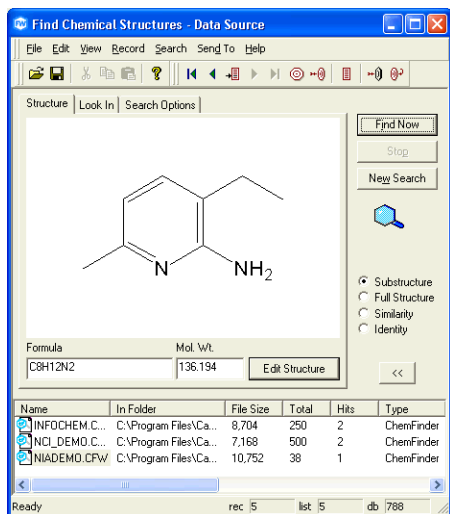 Find Chemical Structures - Data Source
File Edit View Record Search Send To Help
Structure Look In Search Options
Find Now
Stop
New Search
N
NH2
Substructure
Full Structure
Similarity
Identity
Formula Mol. Wt.
C8H12N2 136.194 Edit Structure <<
Name In Folder File Size Total Hits Type
INFOCHEM.C... C:\Program Files\Ca... 8,704 250 2 ChemFinder
NCI_DEMO.C... C:\Program Files\Ca... 7,168 500 2 ChemFinder
NIADEMO.CFW C:\Program Files\Ca... 10,752 38 1 ChemFinder
Ready rec 5 list 5 db 788